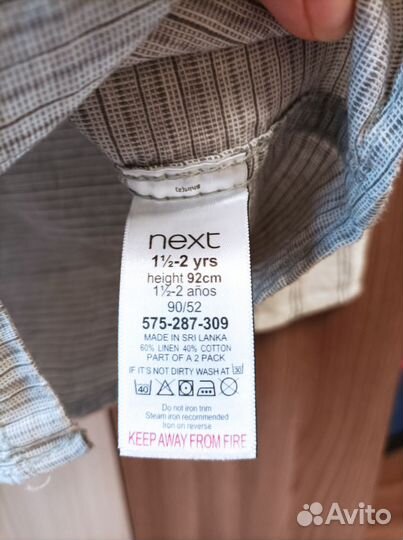 next
1½-2 yrs
height 92cm
1½-2 años
90/52
575-287-309
MADE IN SRI LANKA
60% LINEN 40% COTTON
PART OF A 2 PACK
IF IT'S NOT DIRTY WASH AT 30
40
Do not iron trim
Steam iron recommended
Iron on reverse
KEEP AWAY FROM FIRE
Avito